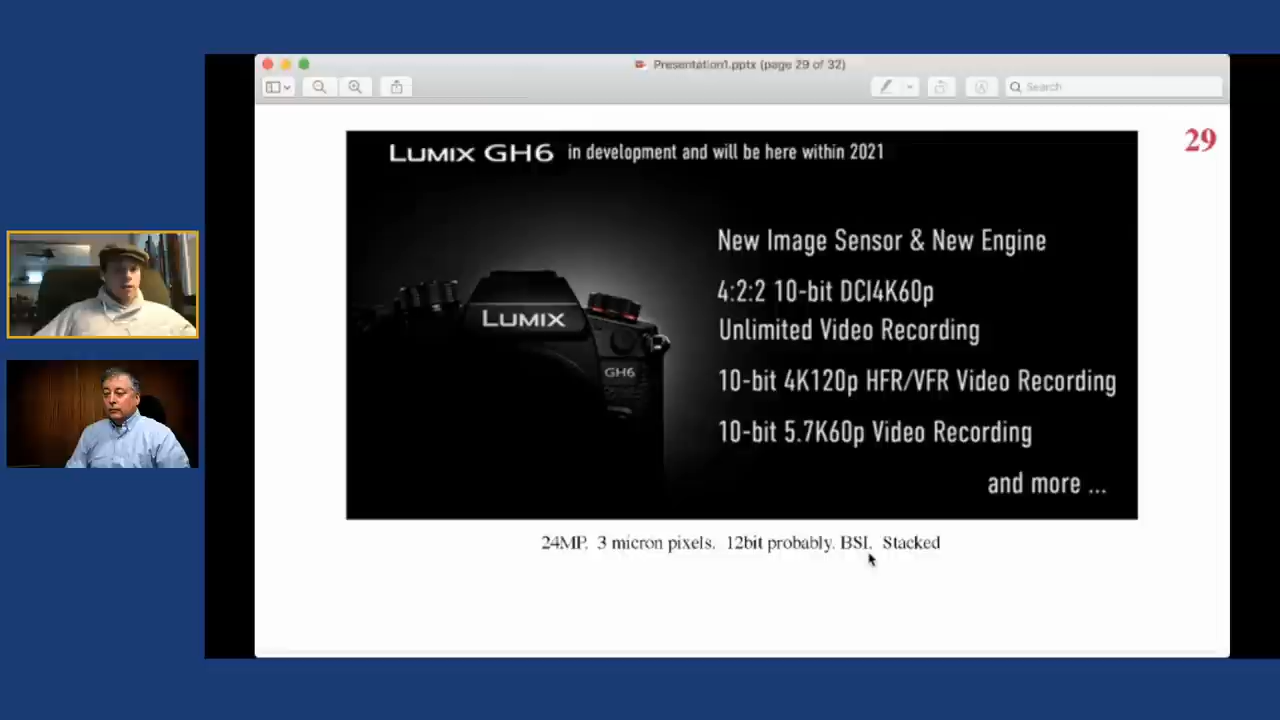 Presentation1.pptx (page 29 of 32)
Search
29
LUMIX GH6 in development and will be here within 2021
New Image Sensor & New Engine
4:2:2 10-bit DCI4K60p
Unlimited Video Recording
LUMIX
GH6
10-bit 4K120p HFR/VFR Video Recording
10-bit 5.7K60p Video Recording
and more ...
24MP. 3 micron pixels. 12bit probably. BSI. Stacked